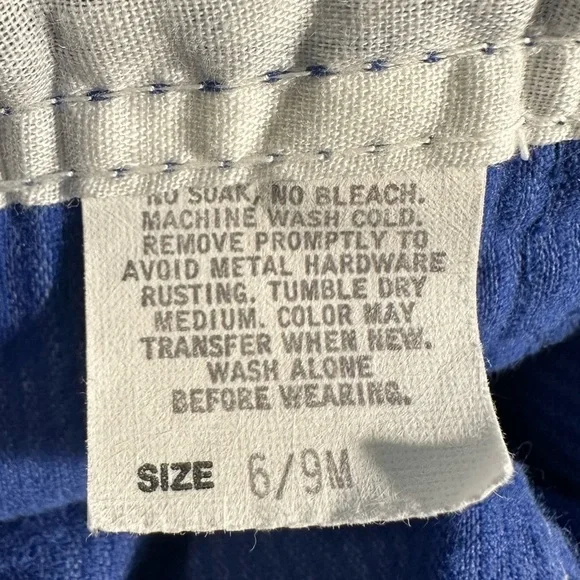 NO SOAK, NO BLEACH.
MACHINE WASH COLD.
REMOVE PROMPTLY TO
AVOID METAL HARDWARE
RUSTING. TUMBLE DRY
MEDIUM. COLOR MAY
TRANSFER WHEN NEW.
WASH ALONE
BEFORE WEARING.
SIZE 6/9M